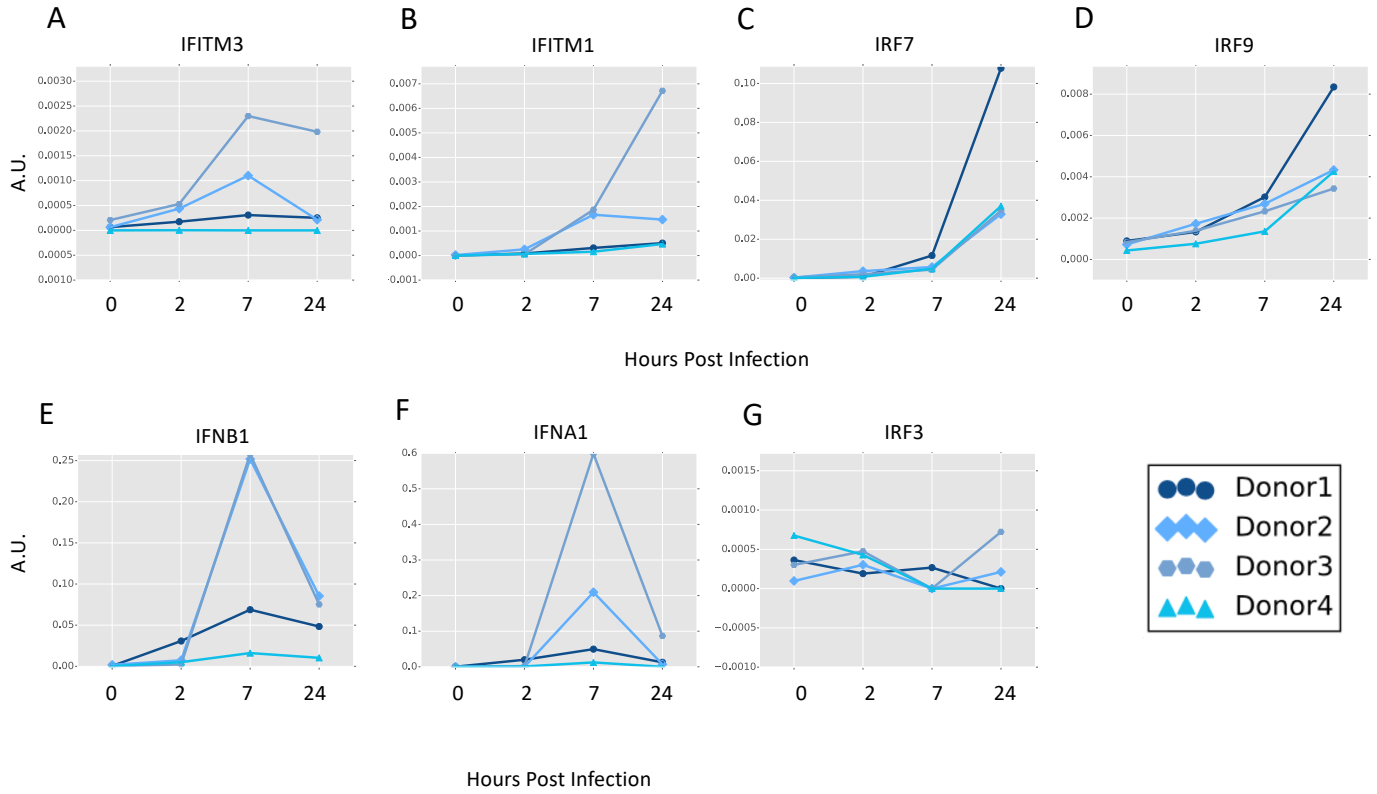 A
B
C
D
IFITM3
IFITM1
IRF7
IRF9
A.U.
0.0030
0.0025
0.0020
0.0015
0.0010
0.0005
0.0000
0.0005
0.0010
0 2 7 24
0.007
0.006
0.005
0.004
0.003
0.002
0.001
0.000
-0.001
0 2 7 24
0.10
0.08
0.06
0.04
0.02
0.00
0 2 7 24
0.008
0.006
0.004
0.002
0.000
0 2 7 24
Hours Post Infection
E
F
G
IFNB1
IFNA1
IRF3
A.U.
0.25
0.20
0.15
0.10
0.05
0.00
0 2 7 24
0.6
0.5
0.4
0.3
0.2
0.1
0.0
0 2 7 24
0.0015
0.0010
0.0005
0.0000
−0.0005
−0.0010
0 2 7 24
Donor1
Donor2
Donor3
Donor4
Hours Post Infection